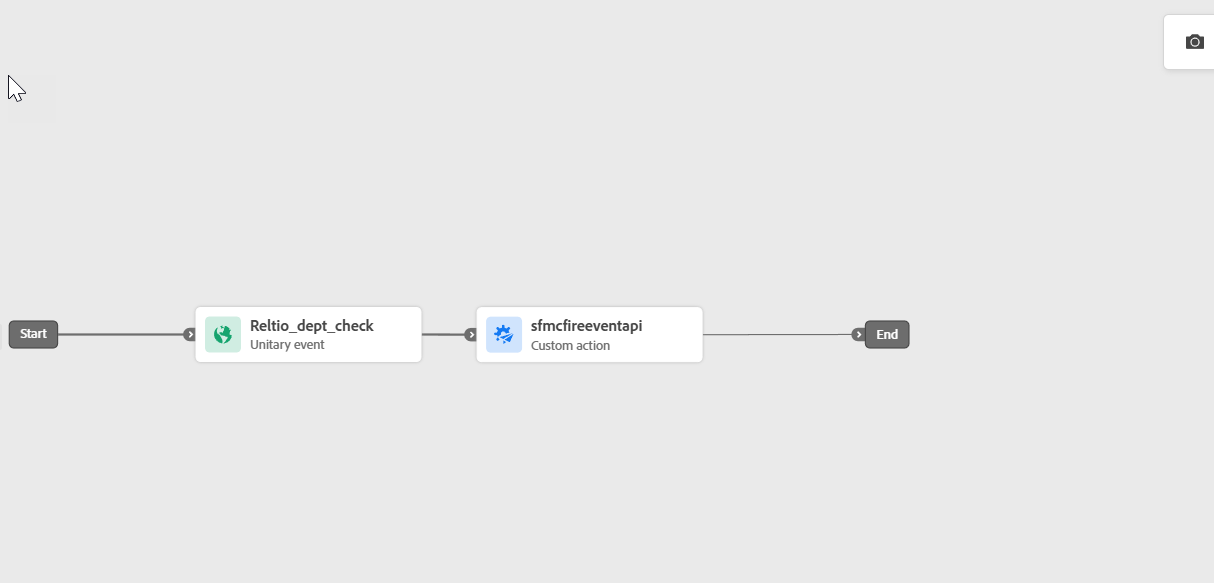 Start
Reltio_dept_check
Unitary event
sfmcfireeventapi
Custom action
End